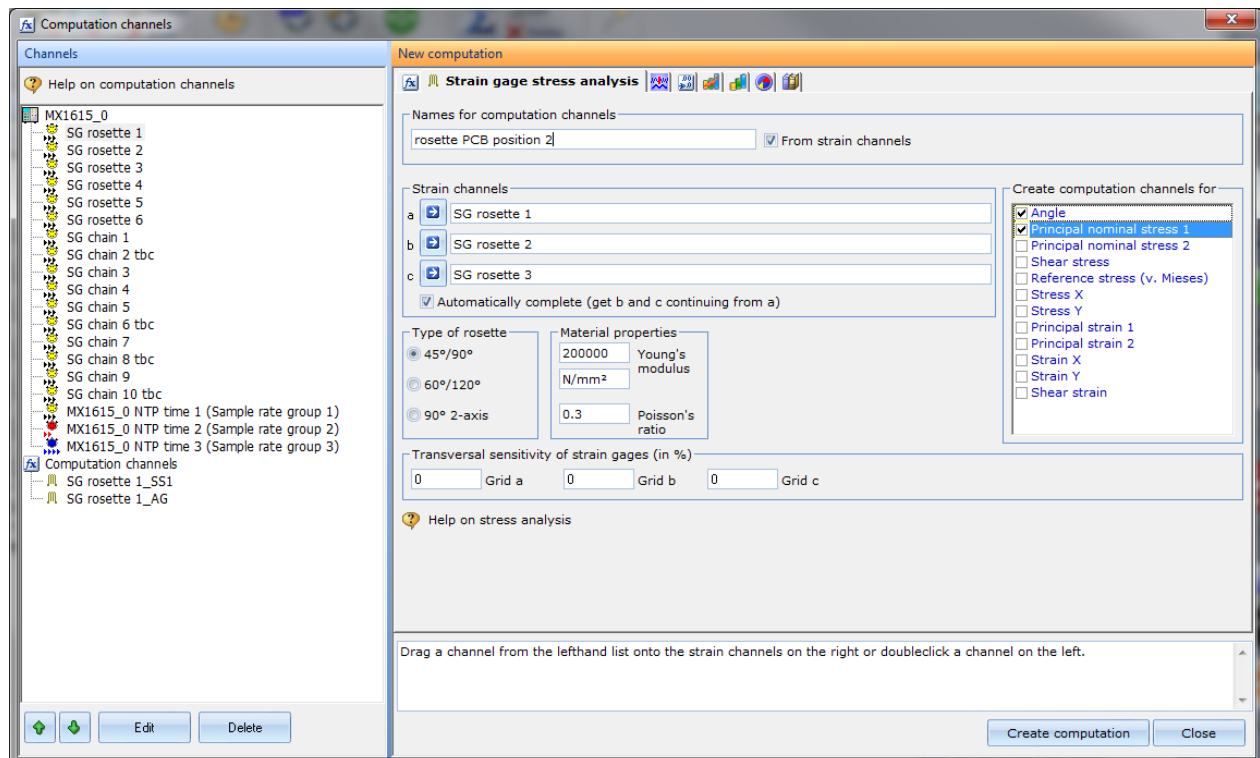 Computation channels
Channels
Help on computation channels
MX1615_0
SG rosette 1
SG rosette 2
SG rosette 3
SG rosette 4
SG rosette 5
SG rosette 6
SG chain 1
SG chain 2 tbc
SG chain 3
SG chain 4
SG chain 5
SG chain 6 tbc
SG chain 7
SG chain 8 tbc
SG chain 9
SG chain 10 tbc
MX1615_0 NTP time 1 (Sample rate group 1)
MX1615_0 NTP time 2 (Sample rate group 2)
MX1615_0 NTP time 3 (Sample rate group 3)
fx Computation channels
SG rosette 1_SS1
SG rosette 1_AG
Edit
Delete
New computation
fx Strain gage stress analysis
Names for computation channels
rosette PCB position 2
From strain channels
Strain channels
a SG rosette 1
b SG rosette 2
c SG rosette 3
Automatically complete (get b and c continuing from a)
Create computation channels for
Angle
Principal nominal stress 1
Principal nominal stress 2
Shear stress
Reference stress (v. Mieses)
Stress X
Stress Y
Principal strain 1
Principal strain 2
Strain X
Strain Y
Shear strain
Type of rosette
45°/90°
60°/120°
90° 2-axis
Material properties
200000 Young's
modulus
N/mm²
0.3 Poisson's
ratio
Transversal sensitivity of strain gages (in %)
0 Grid a 0 Grid b 0 Grid c
Help on stress analysis
Drag a channel from the lefthand list onto the strain channels on the right or doubleclick a channel on the left.
Create computation
Close